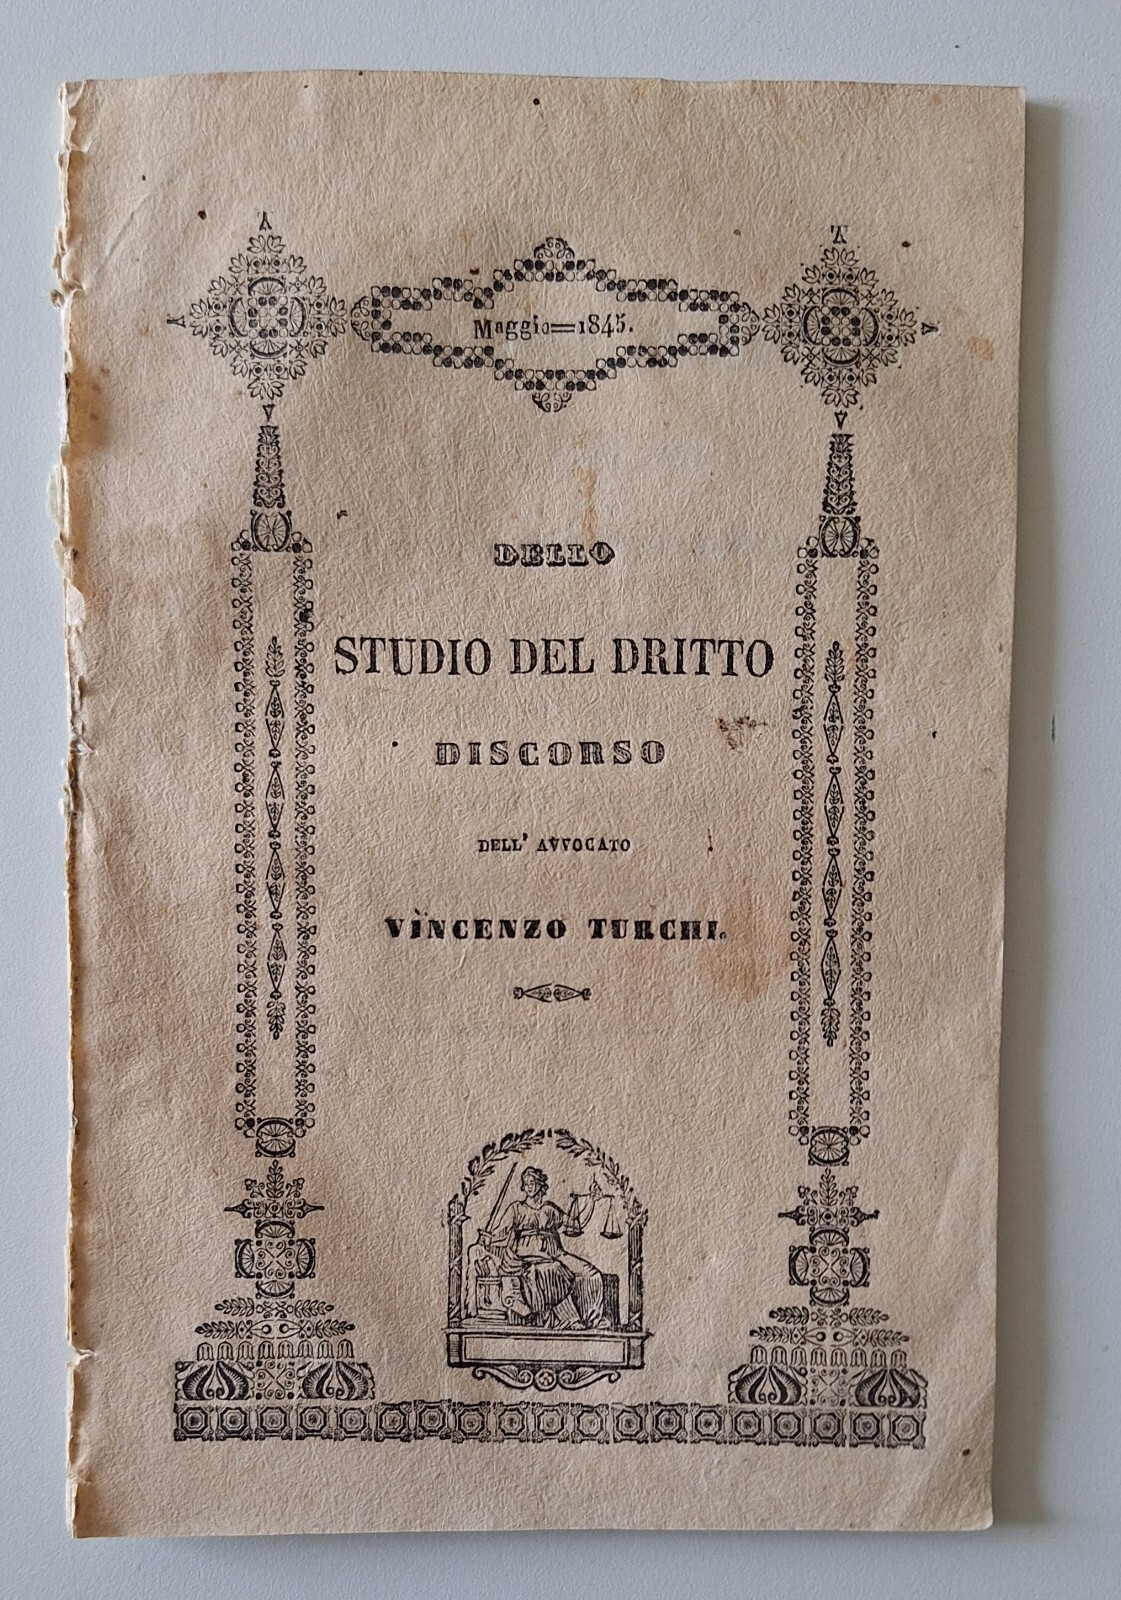 Maggio=1845.
DELLO
STUDIO DEL DRITTO
DISCORSO
DELL' AVVOCATO
VINCENZO TURCHI.